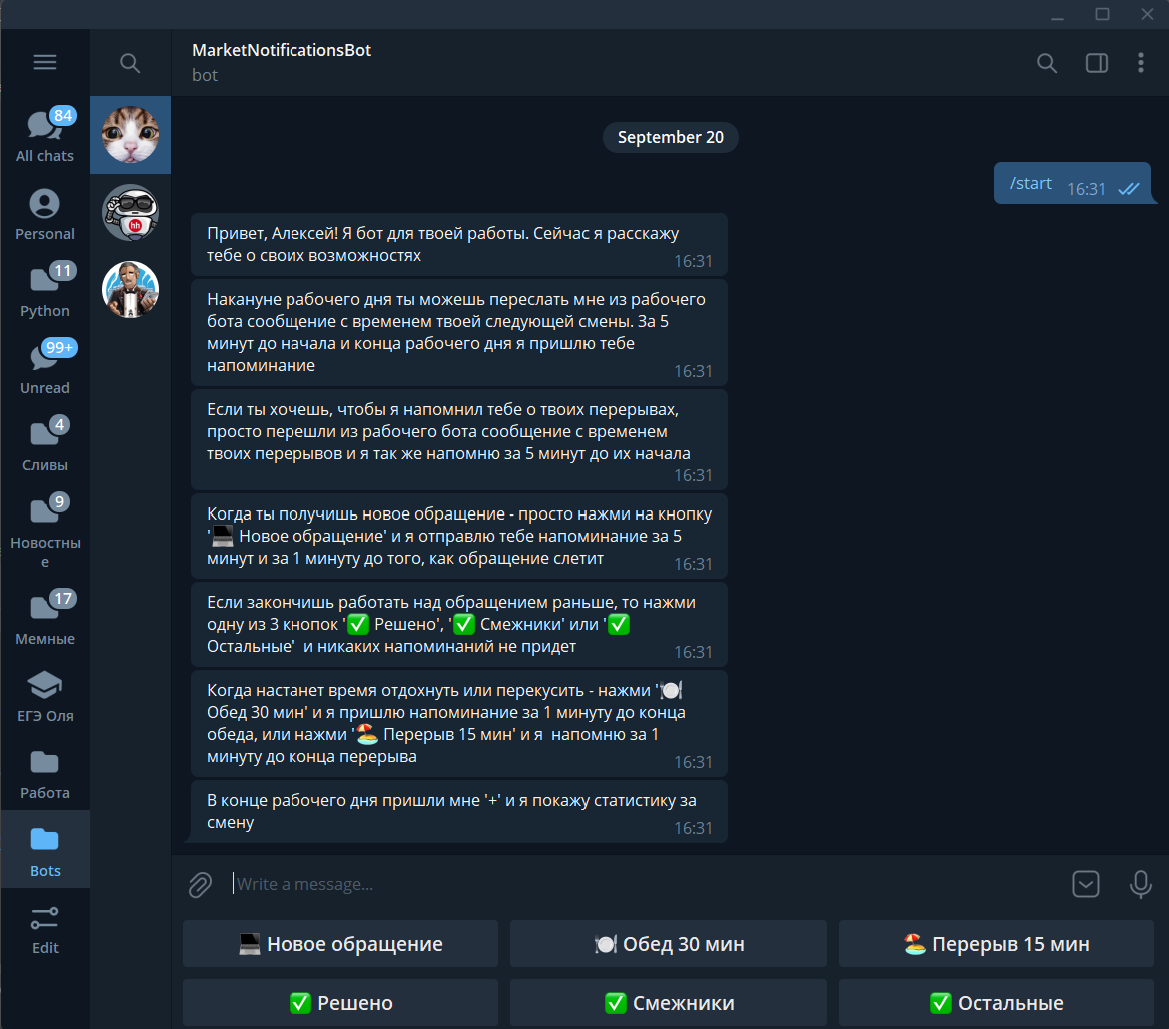 MarketNotificationsBot
bot
84
All chats
Personal
11
Python
99+
Unread
4
Сливы
9
Новостны
е
17
Мемные
ЕГЭ Оля
Работа
Bots
Edit
hh
September 20
/start 16:31
Привет, Алексей! Я бот для твоей работы. Сейчас я расскажу
тебе о своих возможностях
16:31
Накануне рабочего дня ты можешь переслать мне из рабочего
бота сообщение с временем твоей следующей смены. За 5
минут до начала и конца рабочего дня я пришлю тебе
напоминание
16:31
Если ты хочешь, чтобы я напомнил тебе о твоих перерывах,
просто перешли из рабочего бота сообщение с временем
твоих перерывов и я так же напомню за 5 минут до их начала
16:31
Когда ты получишь новое обращение - просто нажми на кнопку
'💻 Новое обращение' и я отправлю тебе напоминание за 5
минут и за 1 минуту до того, как обращение слетит
16:31
Если закончишь работать над обращением раньше, то нажми
одну из 3 кнопок '✅ Решено', '✅ Смежники' или '✅
Остальные'  и никаких напоминаний не придет
16:31
Когда настанет время отдохнуть или перекусить - нажми '🍽
Обед 30 мин' и я пришлю напоминание за 1 минуту до конца
обеда, или нажми '🏖 Перерыв 15 мин' и я  напомню за 1
минуту до конца перерыва
16:31
В конце рабочего дня пришли мне '+' и я покажу статистику за
смену
16:31
Write a message...
💻 Новое обращение
🍽 Обед 30 мин
🏖 Перерыв 15 мин
✅ Решено
✅ Смежники
✅ Остальные